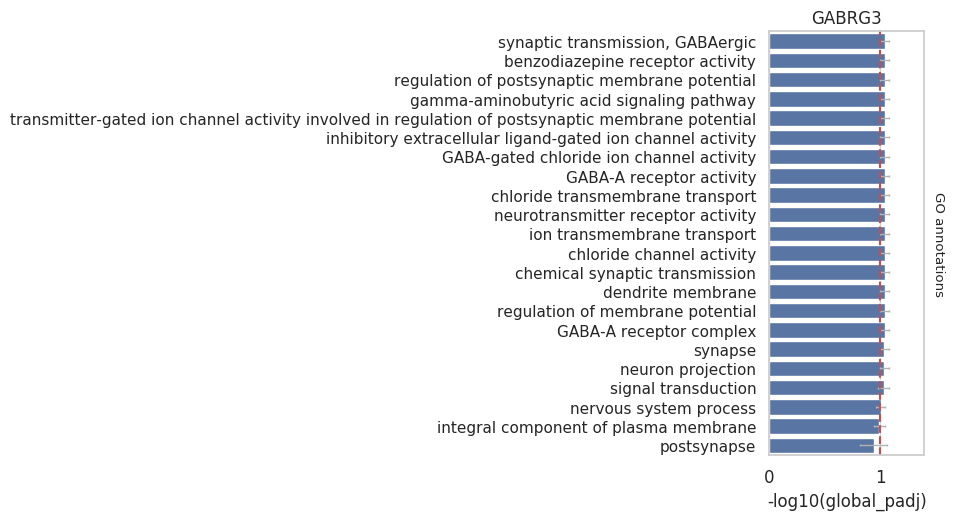 GABRG3
synaptic transmission, GABAergic
benzodiazepine receptor activity
regulation of postsynaptic membrane potential
gamma-aminobutyric acid signaling pathway
transmitter-gated ion channel activity involved in regulation of postsynaptic membrane potential
inhibitory extracellular ligand-gated ion channel activity
GABA-gated chloride ion channel activity
GABA-A receptor activity
chloride transmembrane transport
neurotransmitter receptor activity
ion transmembrane transport
chloride channel activity
chemical synaptic transmission
dendrite membrane
regulation of membrane potential
GABA-A receptor complex
synapse
neuron projection
signal transduction
nervous system process
integral component of plasma membrane
postsynapse
GO annotations
0 1
-log10(global_padj)